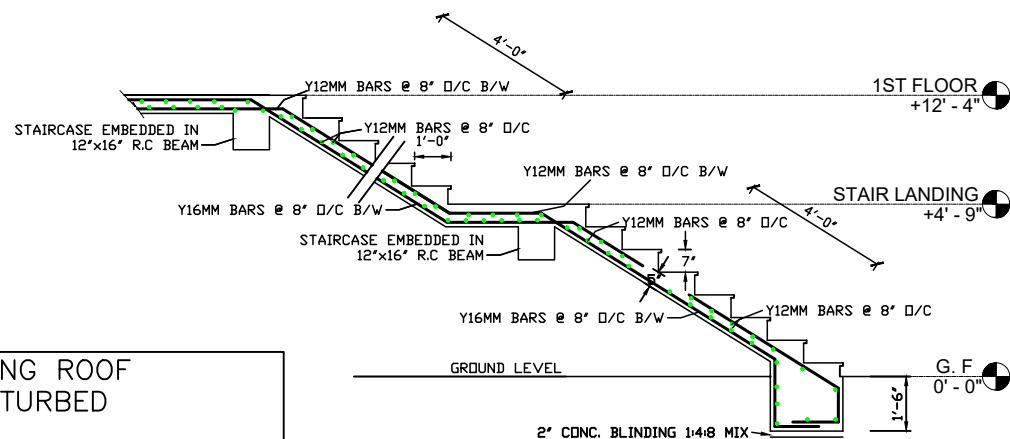 4'-0"
1ST FLOOR
+12' - 4"
Y12MM BARS @ 8" O/C B/W
STAIRCASE EMBEDDED IN
12"x16" R.C BEAM
Y12MM BARS @ 8" O/C
1'-0"
Y12MM BARS @ 8" O/C B/W
STAIR LANDING
+4' - 9"
4'-0"
Y16MM BARS @ 8" O/C B/W
Y12MM BARS @ 8" O/C
STAIRCASE EMBEDDED IN
12"x16" R.C BEAM
7"
5"
Y16MM BARS @ 8" O/C B/W
Y12MM BARS @ 8" O/C
NG ROOF
TURBED
GROUND LEVEL
G. F
0' - 0"
1'-6"
2" CONC. BLINDING 1:4:8 MIX